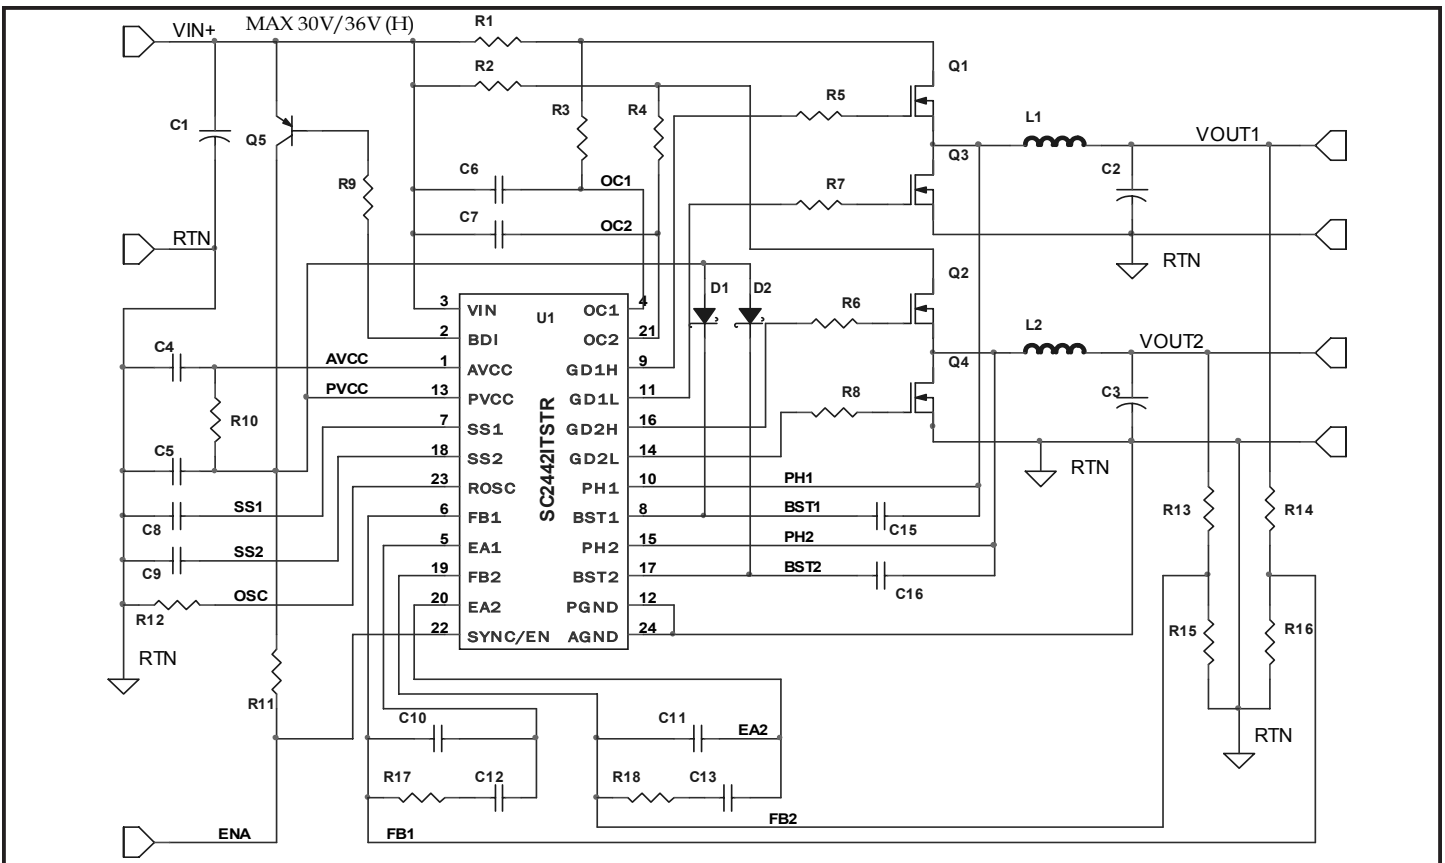 VIN+ MAX 30V/36V (H)
R1
R2
Q1
R3
R4
R5
C1
Q5
L1
VOUT1
Q3
C2
R9
C6
OC1
R7
C7
OC2
RTN
RTN
Q2
D1
D2
R6
3 VIN
U1
OC1 4
2 BDI
OC2 21
L2
VOUT2
Q4
C4
AVCC
1 AVCC
GD1H 9
PVCC
13 PVCC
GD1L 11
R8
C3
R10
7 SS1
GD2H 16
C5
18 SS2
GD2L 14
RTN
23 ROSC
SC2442ITSTR
PH1 10
PH1
SS1
C8
6 FB1
BST1 8
BST1
C15
R13
R14
SS2
C9
5 EA1
PH2 15
PH2
19 FB2
BST2 17
BST2
C16
OSC
R12
20 EA2
PGND 12
22 SYNC/EN
AGND 24
R15
R16
RTN
R11
C10
C11
EA2
RTN
R17
C12
R18
C13
FB2
ENA
FB1